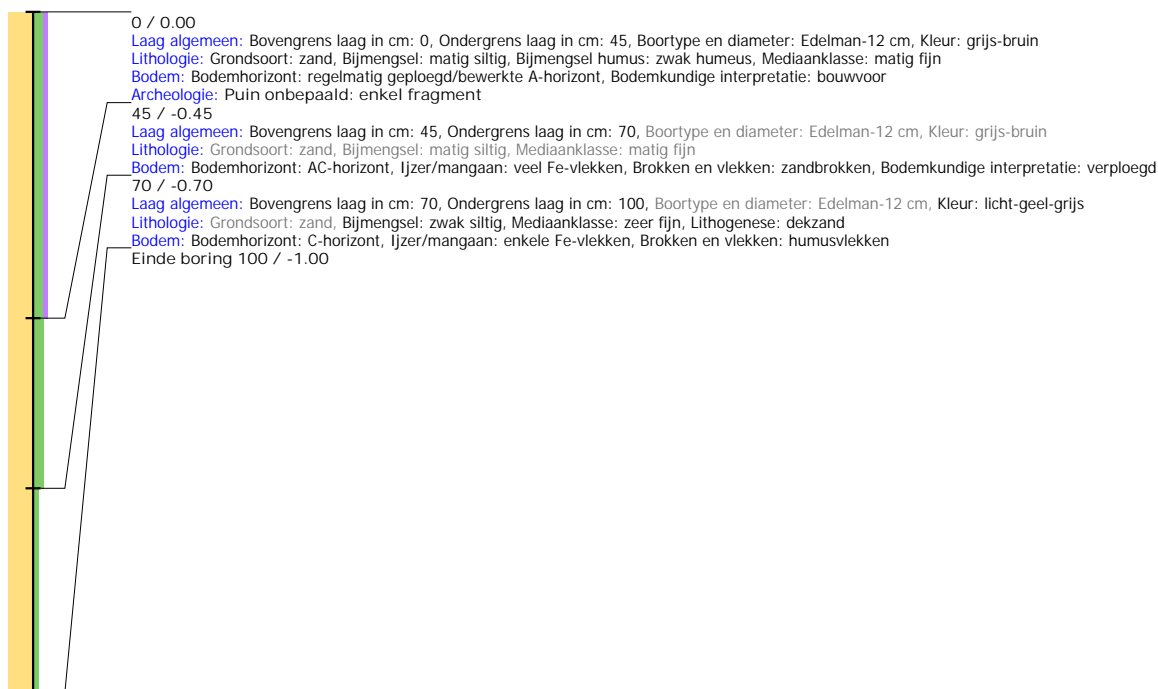 0 / 0.00
Laag algemeen: Bovengrens laag in cm: 0, Ondergrens laag in cm: 45, Boortype en diameter: Edelman-12 cm, Kleur: grijs-bruin
Lithologie: Grondsoort: zand, Bijmengsel: matig siltig, Bijmengsel humus: zwak humeus, Mediaanklasse: matig fijn
Bodem: Bodemhorizont: regelmatig geploegd/bewerkte A-horizont, Bodemkundige interpretatie: bouwvoor
Archeologie: Puin onbepaald: enkel fragment
45 / -0.45
Laag algemeen: Bovengrens laag in cm: 45, Ondergrens laag in cm: 70, Boortype en diameter: Edelman-12 cm, Kleur: grijs-bruin
Lithologie: Grondsoort: zand, Bijmengsel: matig siltig, Mediaanklasse: matig fijn
Bodem: Bodemhorizont: AC-horizont, Ijzer/mangaan: veel Fe-vlekken, Brokken en vlekken: zandbrokken, Bodemkundige interpretatie: verploegd
70 / -0.70
Laag algemeen: Bovengrens laag in cm: 70, Ondergrens laag in cm: 100, Boortype en diameter: Edelman-12 cm, Kleur: licht-geel-grijs
Lithologie: Grondsoort: zand, Bijmengsel: zwak siltig, Mediaanklasse: zeer fijn, Lithogenese: dekzand
Bodem: Bodemhorizont: C-horizont, Ijzer/mangaan: enkele Fe-vlekken, Brokken en vlekken: humusvlekken
Einde boring 100 / -1.00